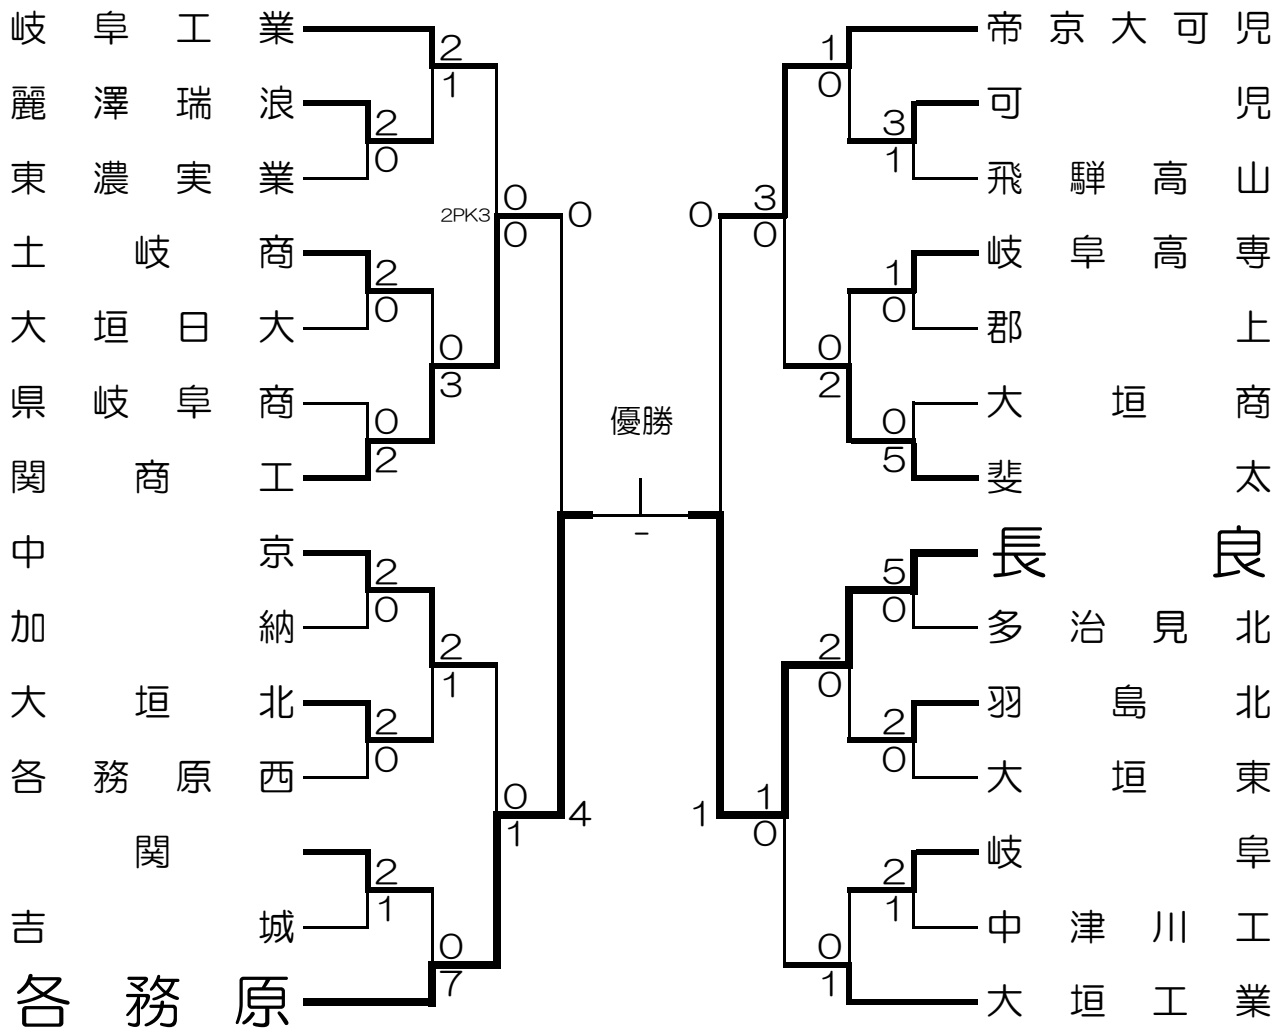 岐阜工業
2
1
麗澤瑞浪
2
0
東濃実業
0
2PK3
0
0
土岐商
2
0
大垣日大
0
3
県岐阜商
0
2
関商工
中京
2
0
加納
2
1
大垣北
2
0
各務原西
0
1
4
関
2
1
吉城
0
7
各務原
優勝
-
帝京大可児
1
0
可児
3
1
飛騨高山
3
0
0
岐阜高専
1
0
郡上
0
2
大垣商
0
5
斐太
長良
5
0
多治見北
2
0
羽島北
2
0
大垣東
1
0
1
岐阜
2
1
中津川工
0
1
大垣工業